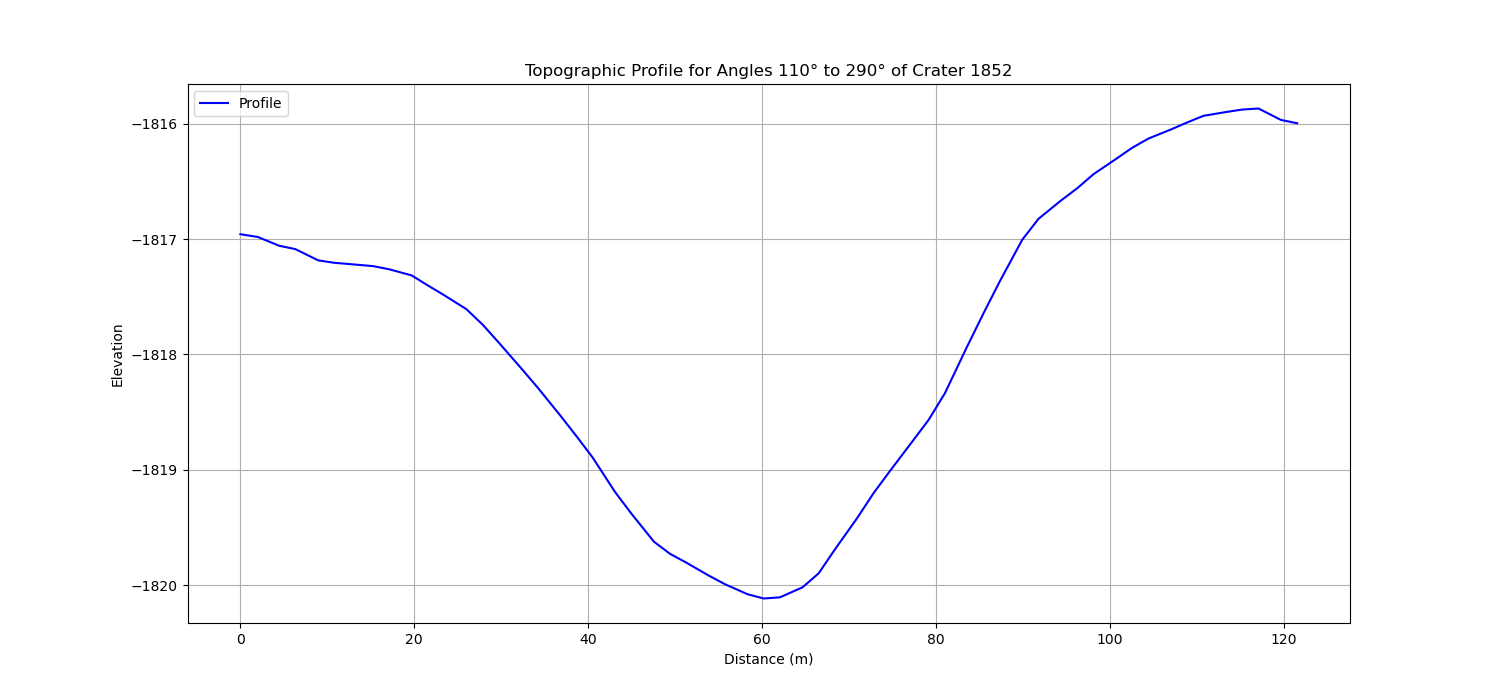 Topographic Profile for Angles 110° to 290° of Crater 1852
Profile
−1816
−1817
−1818
−1819
−1820
Elevation
0 20 40 60 80 100 120
Distance (m)